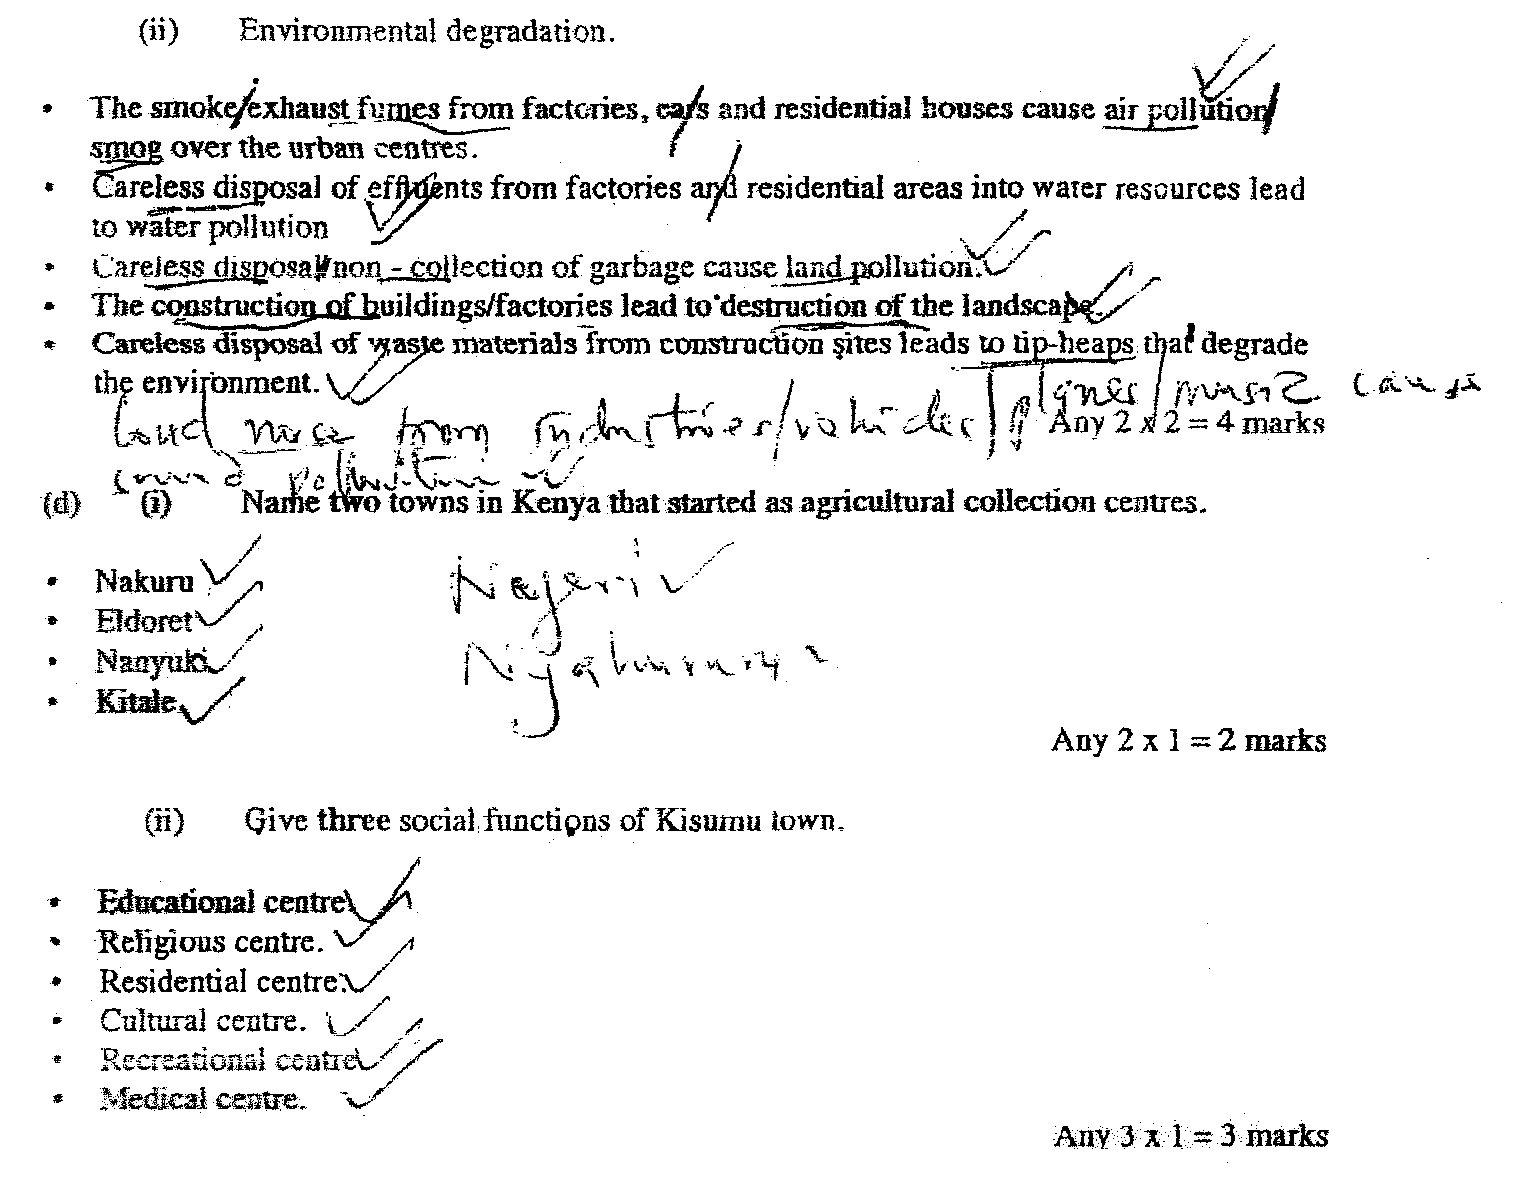 (ii) Environmental degradation.
• The smoke/exhaust fumes from factories, cars and residential houses cause air pollution/
smog over the urban centres.
• Careless disposal of effluents from factories and residential areas into water resources lead
to water pollution
• Careless disposal/non - collection of garbage cause land pollution.
• The construction of buildings/factories lead to destruction of the landscape.
• Careless disposal of waste materials from construction sites leads to tip-heaps that degrade
the environment.
Loud noise from industries/vehicles/planes/music cause
Any 2 x 2 = 4 marks
sound pollution
(d) (i) Name two towns in Kenya that started as agricultural collection centres.
• Nakuru
• Eldoret
• Nanyuki
• Kitale
Nyahururu
Any 2 x 1 = 2 marks
(ii) Give three social functions of Kisumu town.
• Educational centre
• Religious centre.
• Residential centre.
• Cultural centre.
• Recreational centre
• Medical centre.
Any 3 x 1 = 3 marks